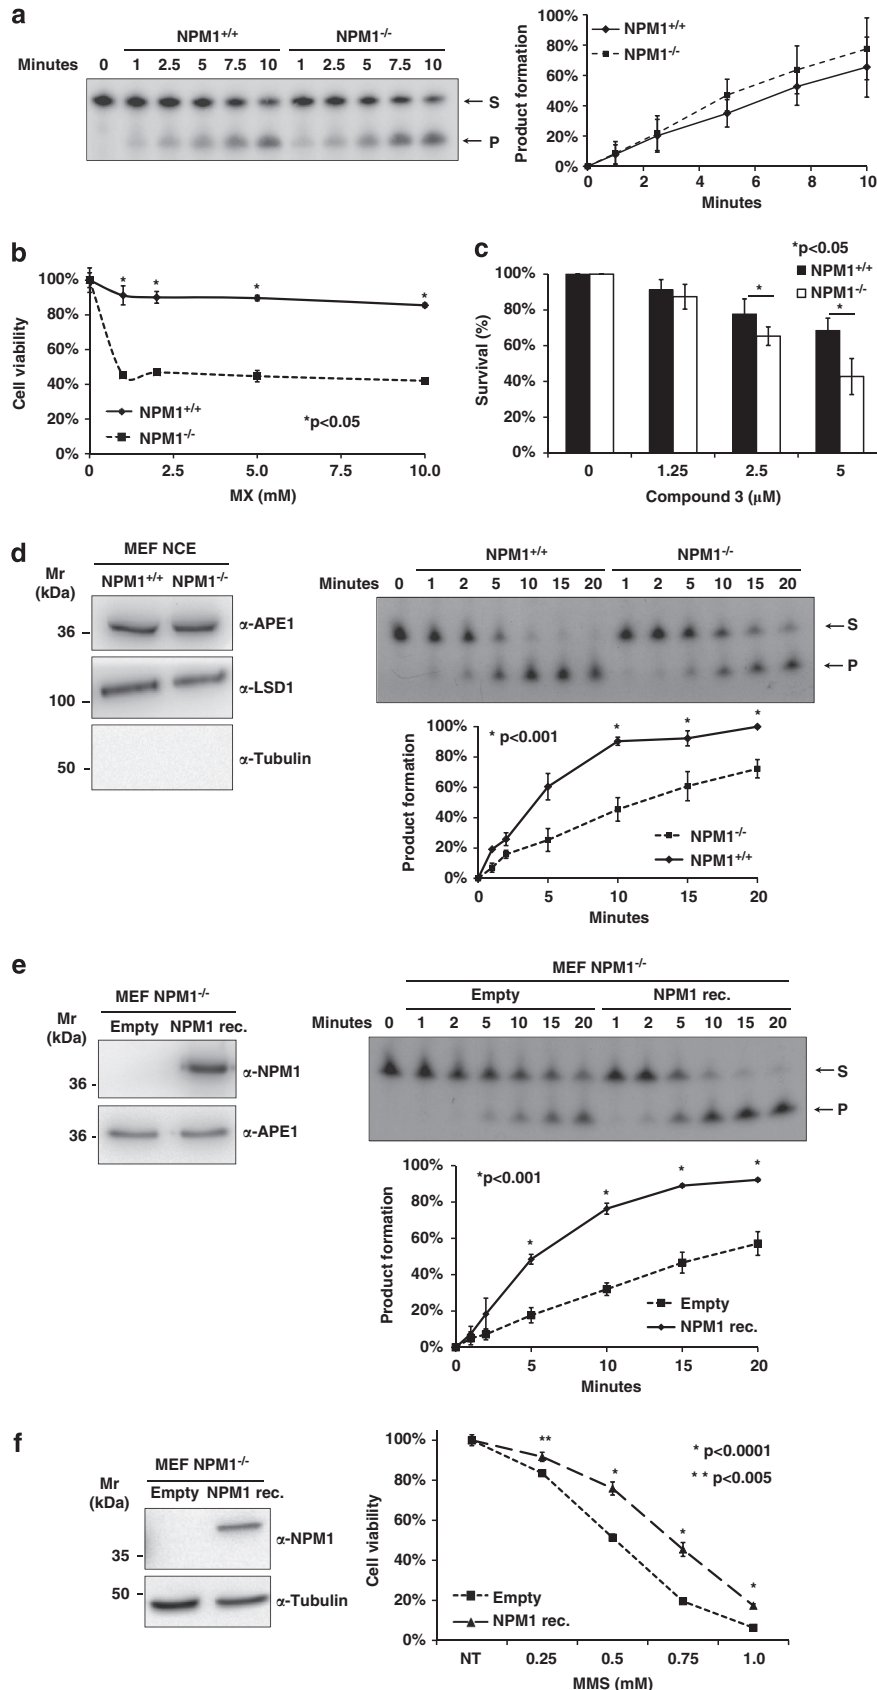 a
NPM1+/+ NPM1-/-
Minutes 0 1 2.5 5 7.5 10 1 2.5 5 7.5 10
← S
← P
Product formation
100%
80%
60%
40%
20%
0%
NPM1+/+
NPM1-/-
0 2 4 6 8 10
Minutes
b
Cell viability
100%
80%
60%
40%
20%
0%
* * * *
NPM1+/+
NPM1-/-
*p<0.05
0 2.5 5.0 7.5 10.0
MX (mM)
c
*p<0.05
NPM1+/+
NPM1-/-
Survival (%)
100%
80%
60%
40%
20%
0%
* *
0 1.25 2.5 5
Compound 3 (μM)
d
MEF NCE
Mr
(kDa)
NPM1+/+ NPM1-/-
36 -
α-APE1
100 -
α-LSD1
50 -
α-Tubulin
NPM1+/+ NPM1-/-
Minutes 0 1 2 5 10 15 20 1 2 5 10 15 20
← S
← P
Product formation
100%
80%
60%
40%
20%
0%
* p<0.001
* * *
NPM1-/-
NPM1+/+
0 5 10 15 20
Minutes
e
MEF NPM1-/-
Mr
(kDa)
Empty NPM1 rec.
36 -
α-NPM1
36 -
α-APE1
MEF NPM1-/-
Empty NPM1 rec.
Minutes 0 1 2 5 10 15 20 1 2 5 10 15 20
← S
← P
Product formation
100%
80%
60%
40%
20%
0%
*p<0.001
* * * *
Empty
NPM1 rec.
0 5 10 15 20
Minutes
f
MEF NPM1-/-
Mr
(kDa)
Empty NPM1 rec.
35 -
α-NPM1
50 -
α-Tubulin
Cell viability
100%
80%
60%
40%
20%
0%
** * * *
* p<0.0001
* * p<0.005
Empty
NPM1 rec.
NT 0.25 0.5 0.75 1.0
MMS (mM)